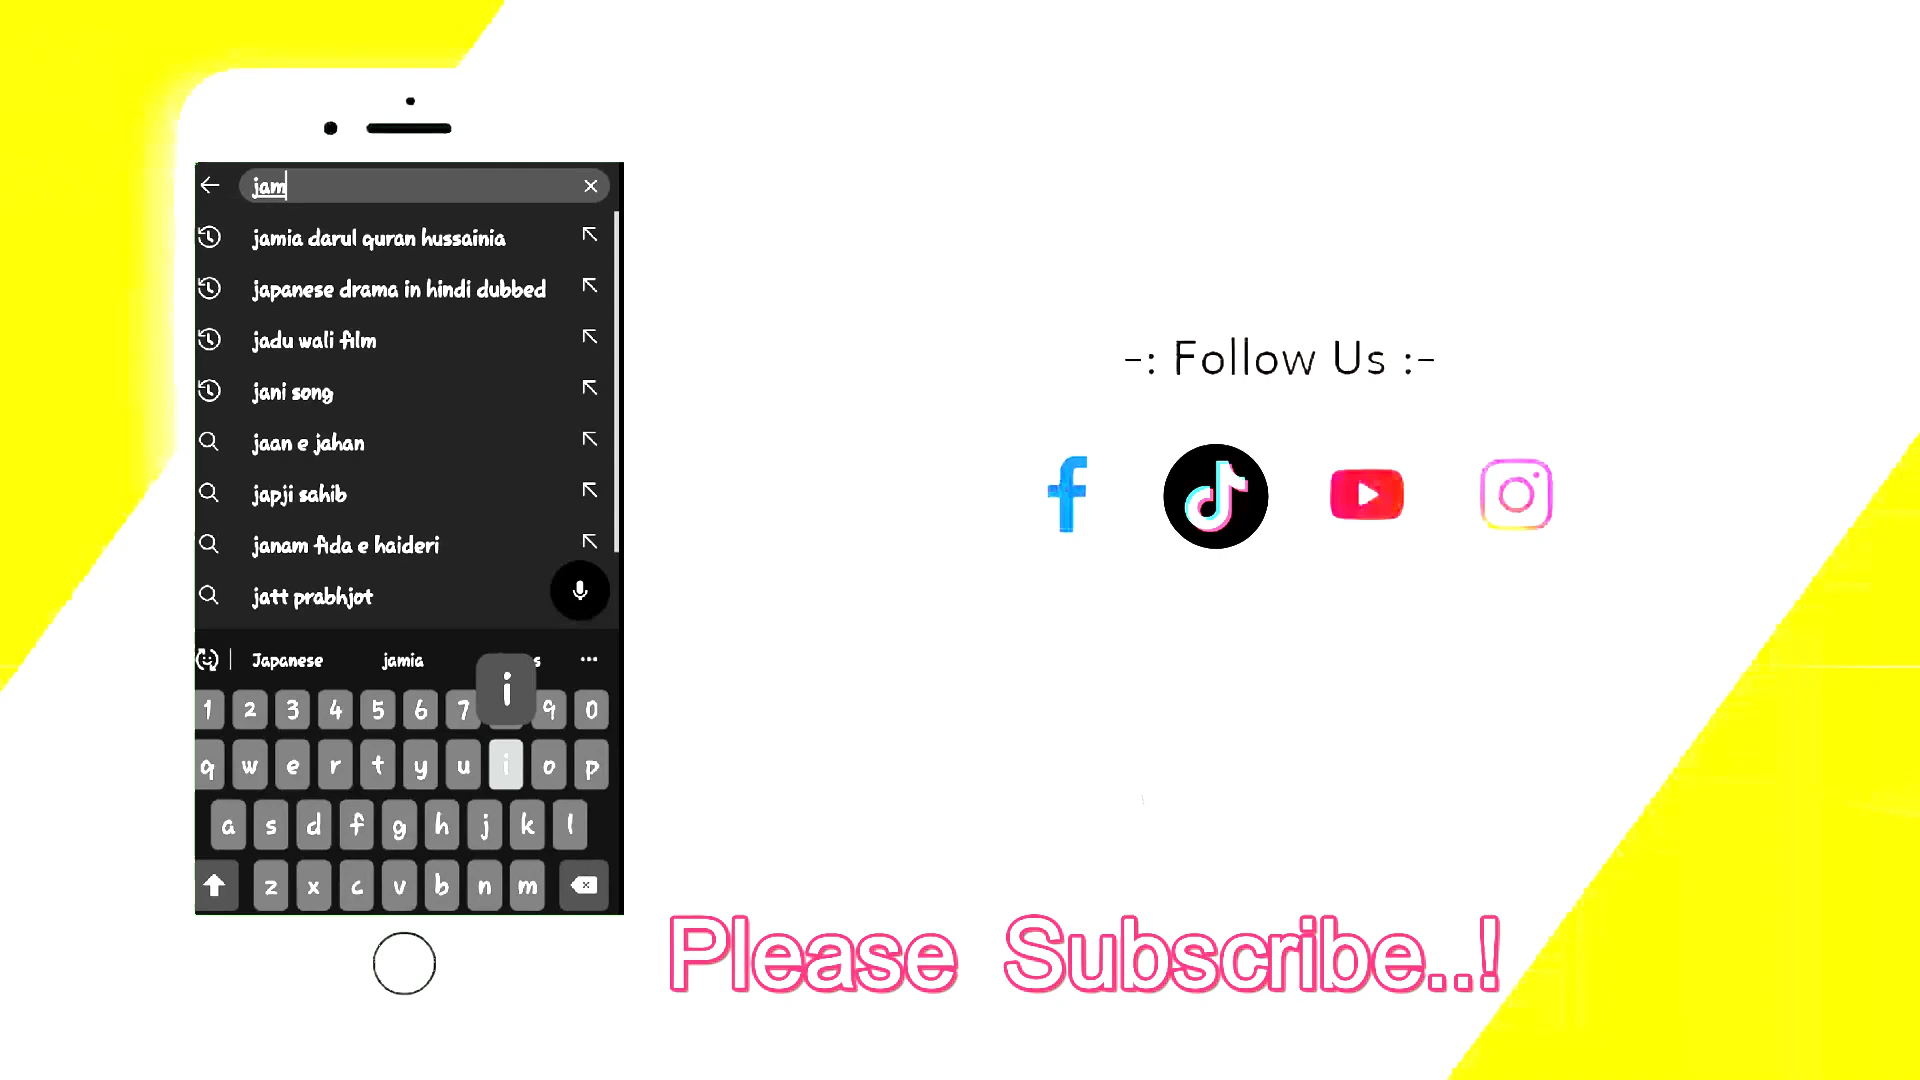 jam
jamia darul quran hussainia
japanese drama in hindi dubbed
jadu wali film
jani song
jaan e jahan
japji sahib
janam fida e haideri
jatt prabhjot
Japanese jamia s
i
1 2 3 4 5 6 7 9 0
q w e r t y u i o p
a s d f g h j k l
z x c v b n m
-: Follow Us :-
Please Subscribe..!